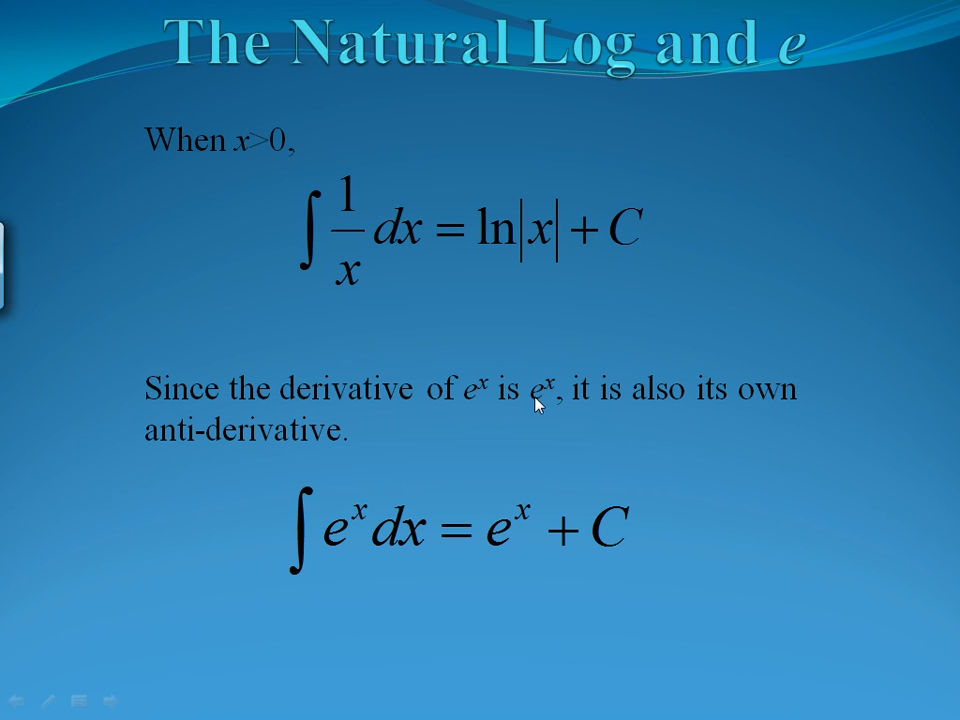 The Natural Log and e
When x>0,
∫ 1/x dx = ln|x| + C
Since the derivative of eˣ is eˣ, it is also its own
anti-derivative.
∫ eˣ dx = eˣ + C